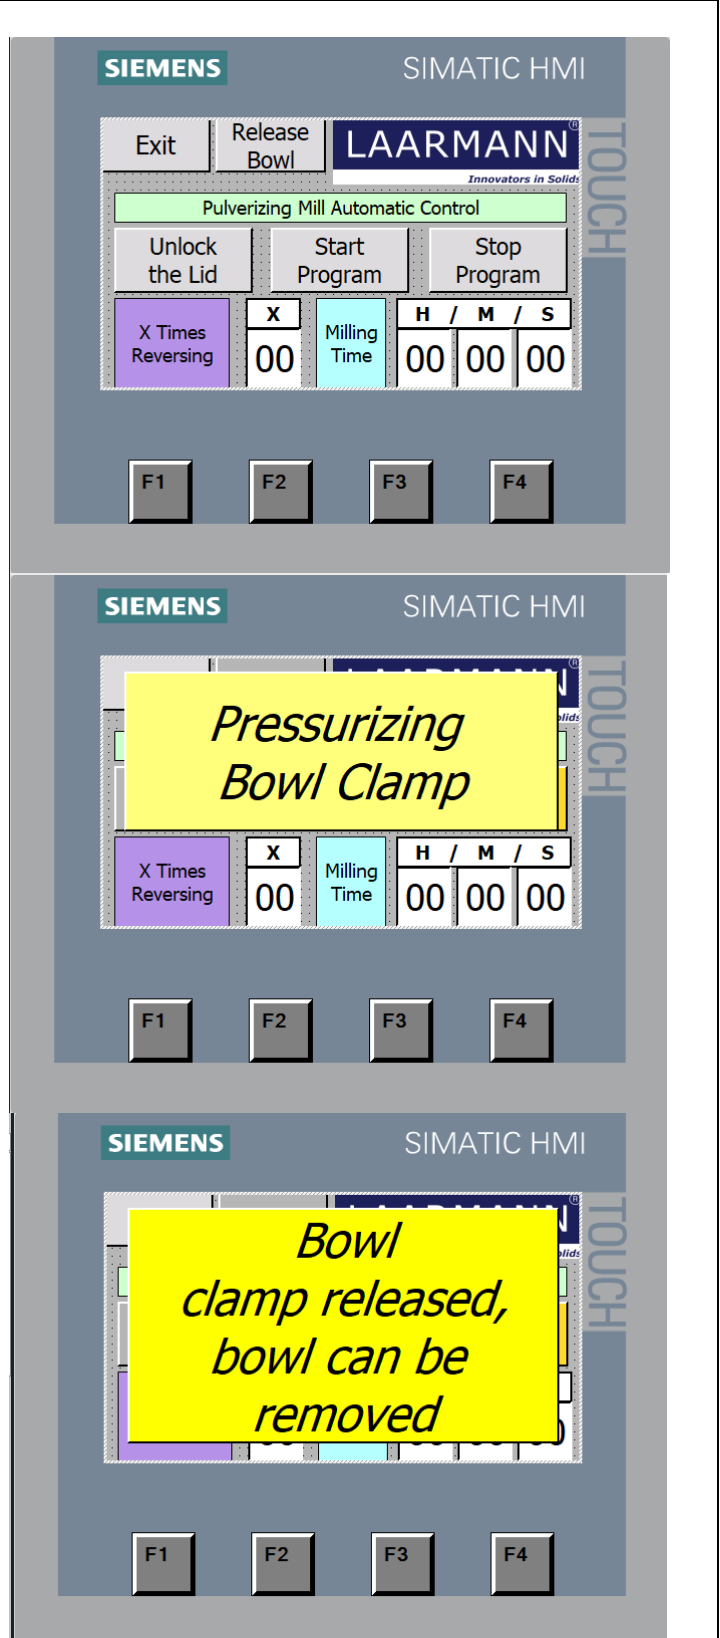 SIEMENS
SIMATIC HMI
TOUCH
Exit
Release
Bowl
LAARMANN®
Innovators in Solids
Pulverizing Mill Automatic Control
Unlock
the Lid
Start
Program
Stop
Program
X Times
Reversing
X
00
Milling
Time
H / M / S
00 00 00
F1 F2 F3 F4
SIEMENS
SIMATIC HMI
TOUCH
Pressurizing
Bowl Clamp
X Times
Reversing
X
00
Milling
Time
H / M / S
00 00 00
F1 F2 F3 F4
SIEMENS
SIMATIC HMI
TOUCH
Bowl
clamp released,
bowl can be
removed
F1 F2 F3 F4